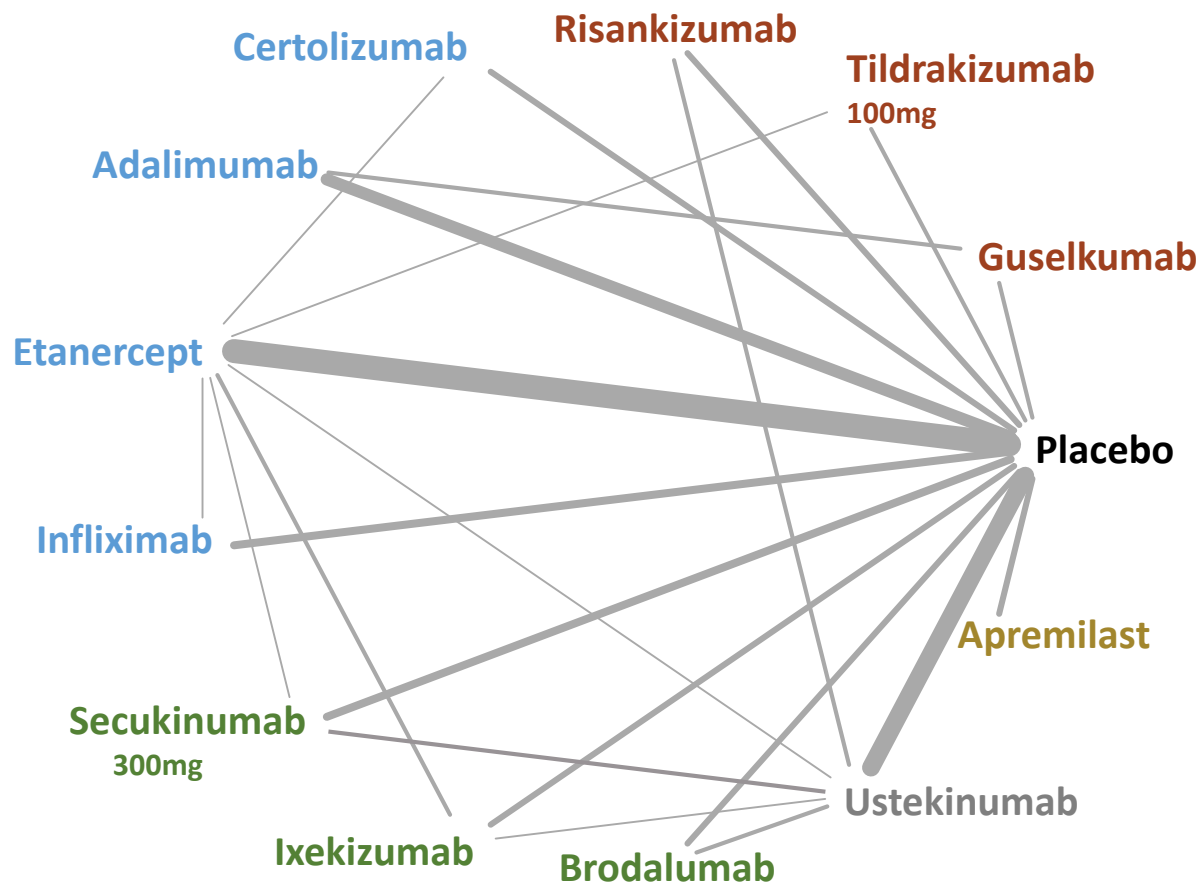 Risankizumab
Certolizumab
Tildrakizumab
100mg
Adalimumab
Guselkumab
Etanercept
Placebo
Infliximab
Apremilast
Secukinumab
300mg
Ustekinumab
Ixekizumab
Brodalumab